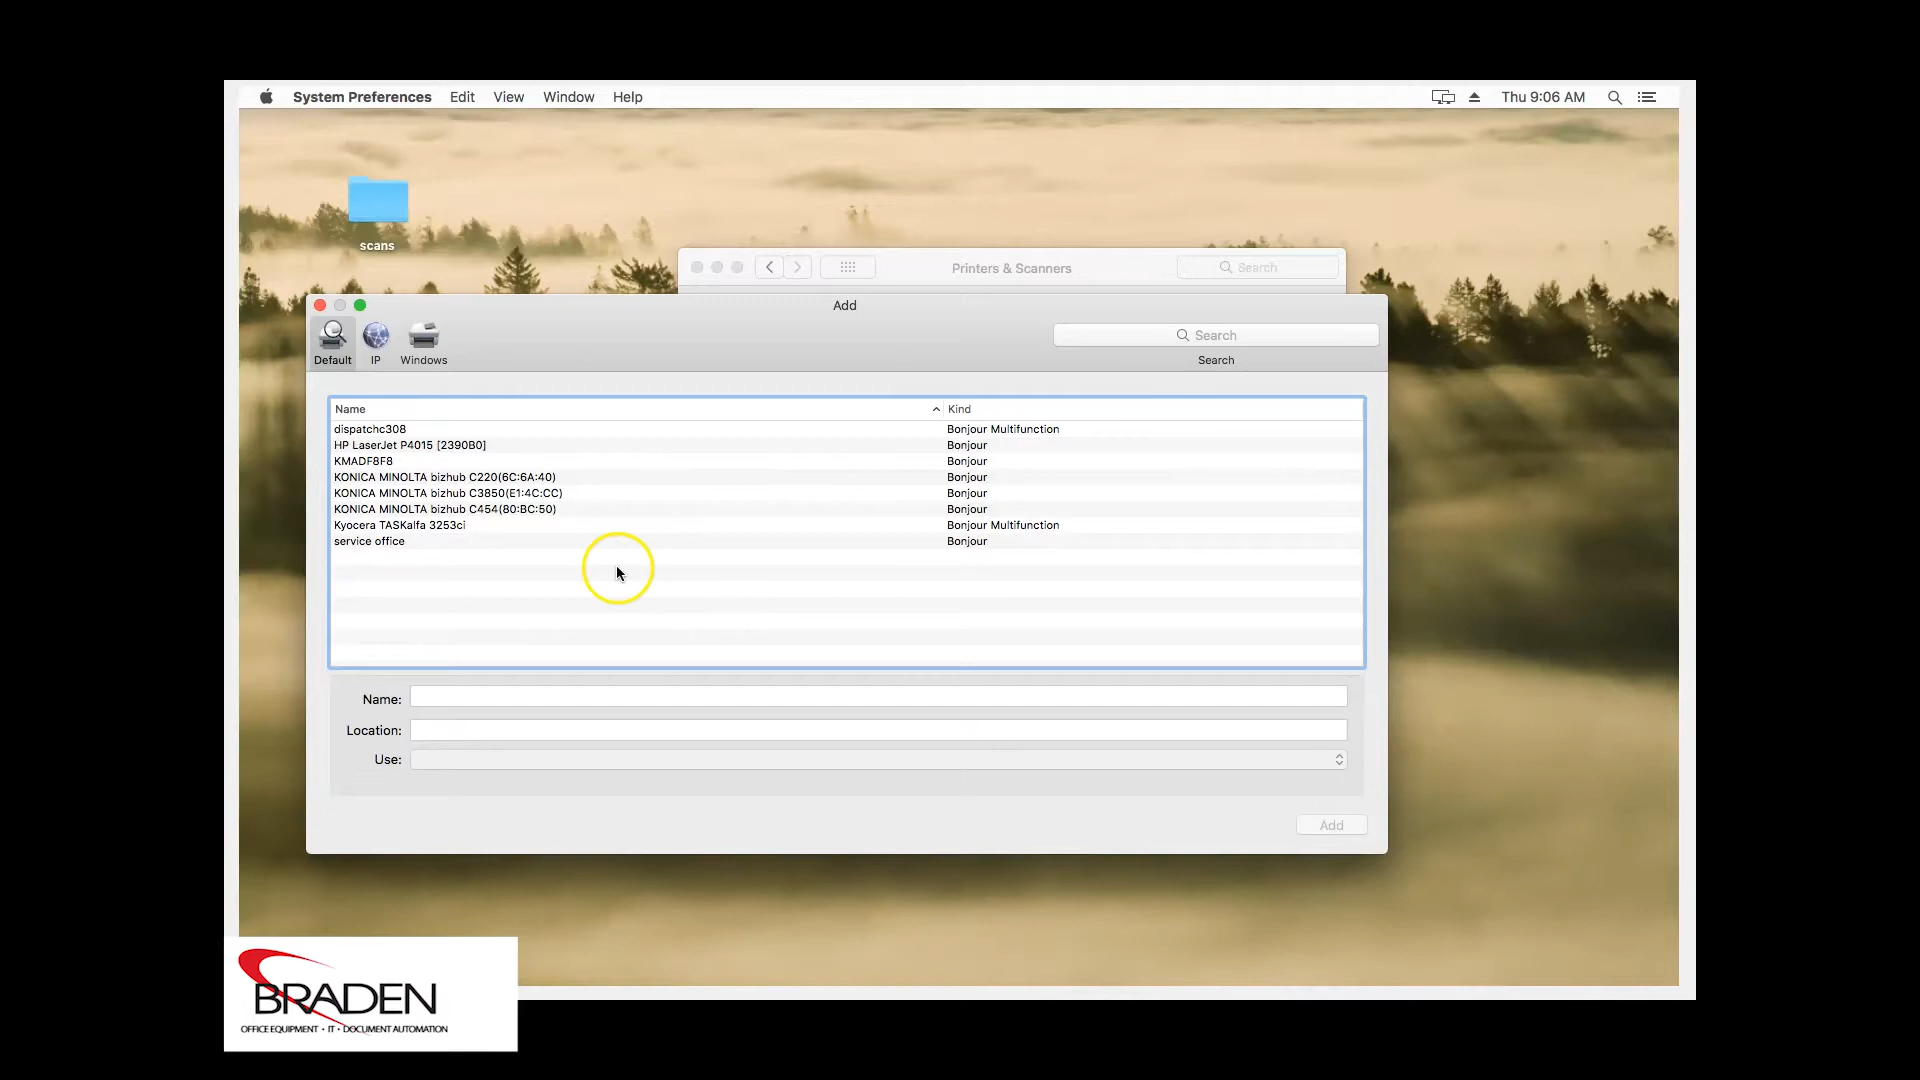 System Preferences Edit View Window Help Thu 9:06 AM
scans
Printers & Scanners Search
Add
Default IP Windows
Search
Search
Name Kind
dispatchc308 Bonjour Multifunction
HP LaserJet P4015 [2390B0] Bonjour
KMADF8F8 Bonjour
KONICA MINOLTA bizhub C220(6C:6A:40) Bonjour
KONICA MINOLTA bizhub C3850(E1:4C:CC) Bonjour
KONICA MINOLTA bizhub C454(80:BC:50) Bonjour
Kyocera TASKalfa 3253ci Bonjour Multifunction
service office Bonjour
Name:
Location:
Use:
Add
BRADEN
OFFICE EQUIPMENT • IT • DOCUMENT AUTOMATION